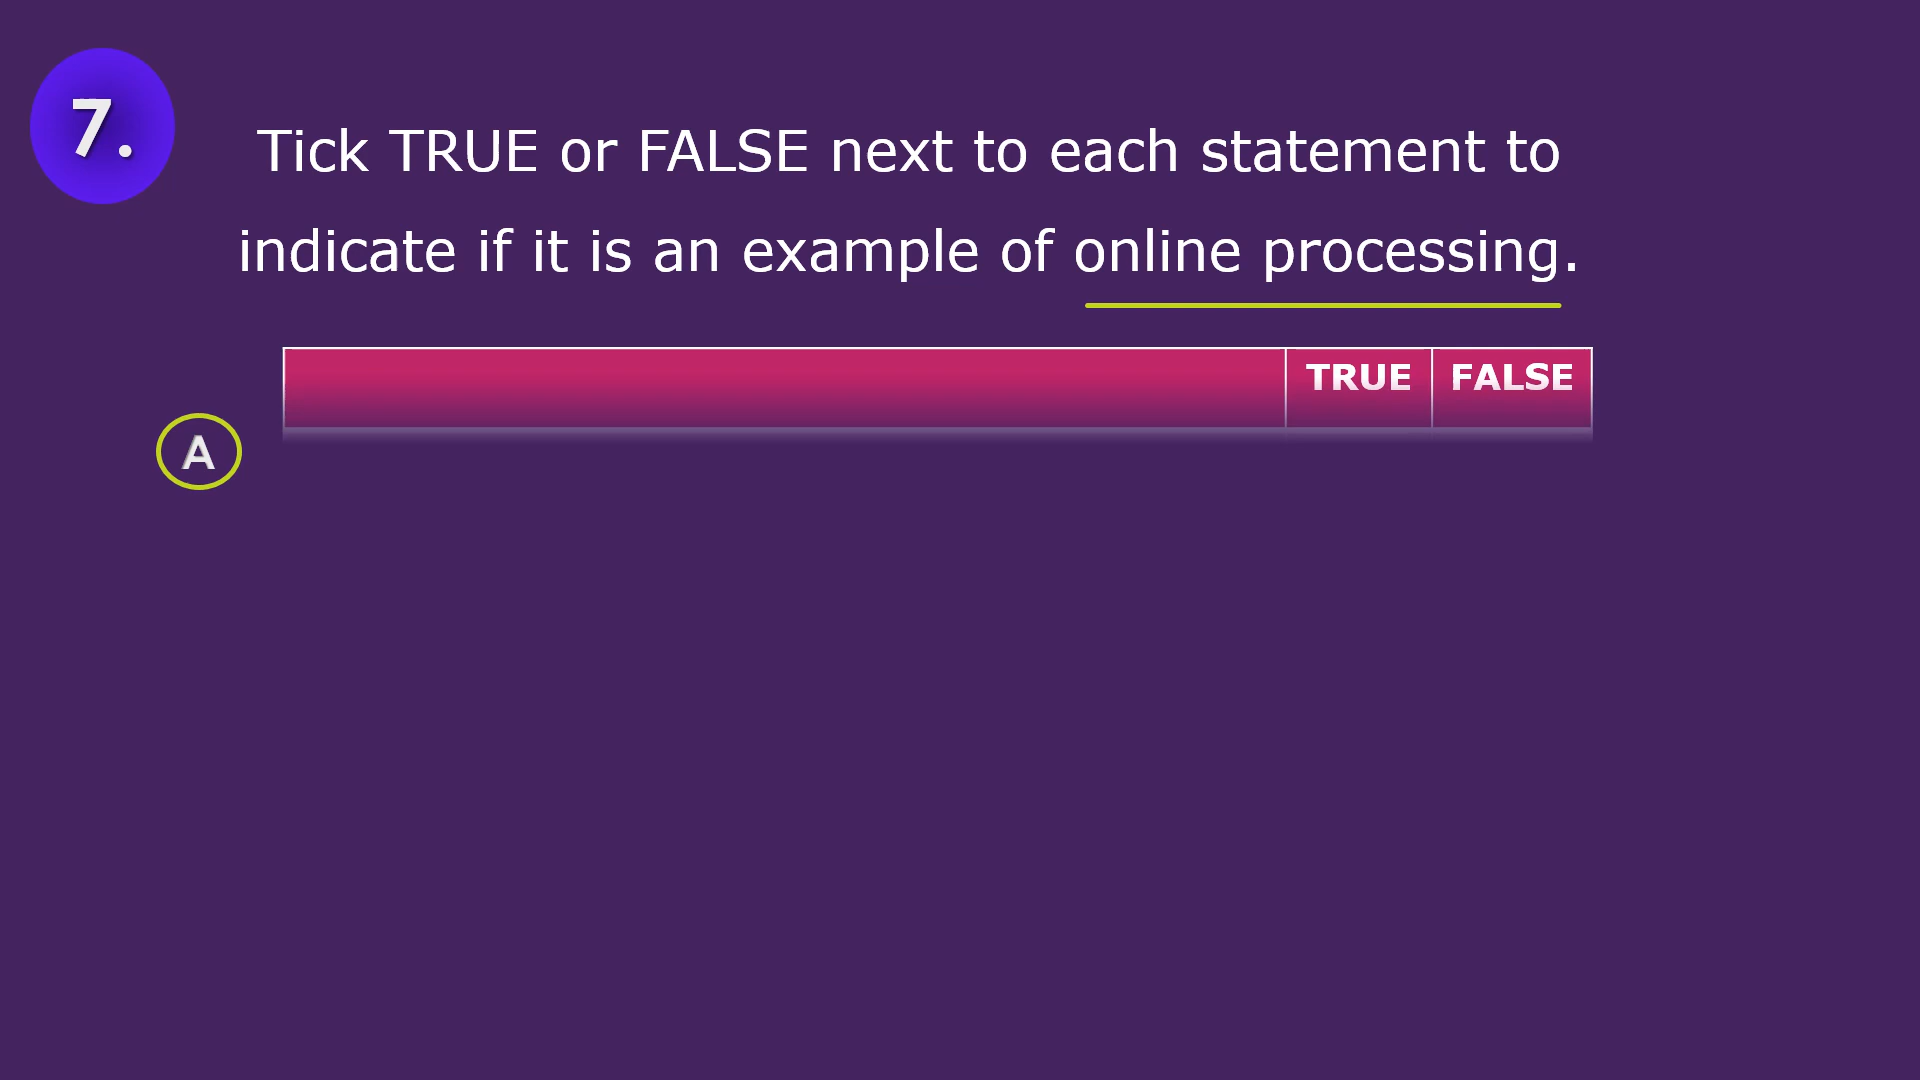 7.
Tick TRUE or FALSE next to each statement to
indicate if it is an example of online processing.
TRUE FALSE
A